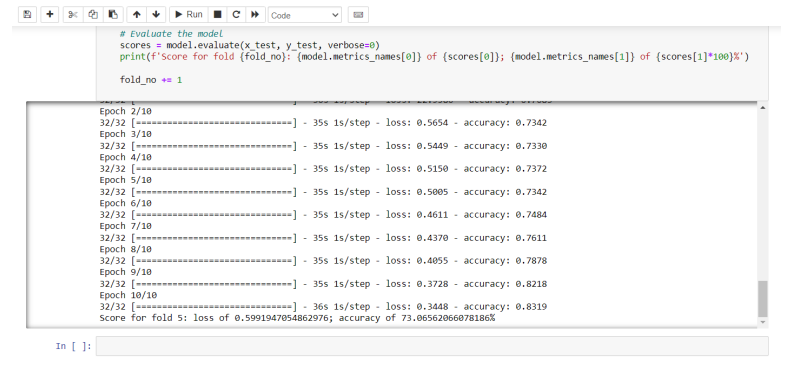 Run
Code
# Evaluate the model
scores = model.evaluate(x_test, y_test, verbose=0)
print(f'Score for fold {fold_no}: {model.metrics_names[0]} of {scores[0]}; {model.metrics_names[1]} of {scores[1]*100}%')
fold_no += 1
Epoch 2/10
32/32 [==============================] - 35s 1s/step - loss: 0.5654 - accuracy: 0.7342
Epoch 3/10
32/32 [==============================] - 35s 1s/step - loss: 0.5449 - accuracy: 0.7330
Epoch 4/10
32/32 [==============================] - 35s 1s/step - loss: 0.5150 - accuracy: 0.7372
Epoch 5/10
32/32 [==============================] - 35s 1s/step - loss: 0.5005 - accuracy: 0.7342
Epoch 6/10
32/32 [==============================] - 35s 1s/step - loss: 0.4611 - accuracy: 0.7484
Epoch 7/10
32/32 [==============================] - 35s 1s/step - loss: 0.4370 - accuracy: 0.7611
Epoch 8/10
32/32 [==============================] - 35s 1s/step - loss: 0.4055 - accuracy: 0.7878
Epoch 9/10
32/32 [==============================] - 35s 1s/step - loss: 0.3728 - accuracy: 0.8218
Epoch 10/10
32/32 [==============================] - 36s 1s/step - loss: 0.3448 - accuracy: 0.8319
Score for fold 5: loss of 0.5991947054862976; accuracy of 73.06562066078186%
In [ ]: